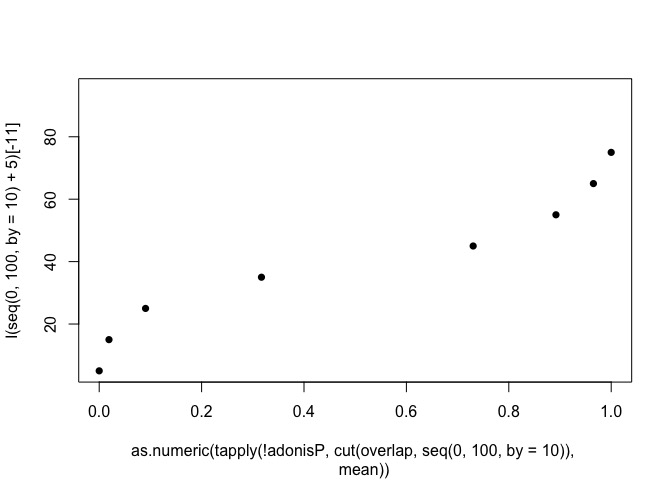 I(seq(0, 100, by = 10) + 5)[-11]
80
60
40
20
0.0 0.2 0.4 0.6 0.8 1.0
as.numeric(tapply(!adonisP, cut(overlap, seq(0, 100, by = 10)),
mean))